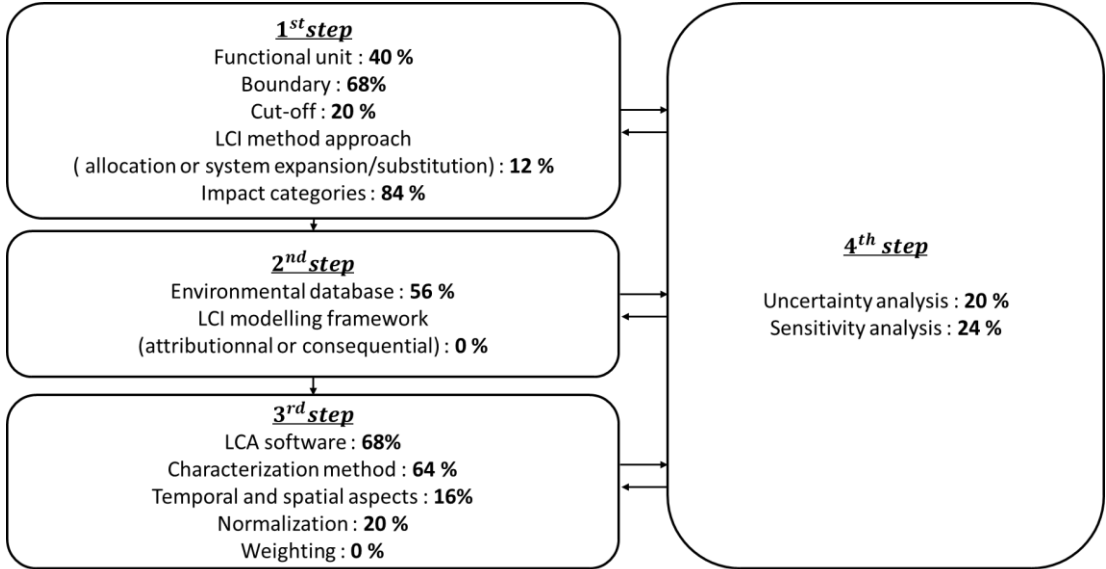 1st step
Functional unit : 40 %
Boundary : 68%
Cut-off : 20 %
LCI method approach
( allocation or system expansion/substitution) : 12 %
Impact categories : 84 %
2nd step
Environmental database : 56 %
LCI modelling framework
(attributionnal or consequential) : 0 %
3rd step
LCA software : 68%
Characterization method : 64 %
Temporal and spatial aspects : 16%
Normalization : 20 %
Weighting : 0 %
4th step
Uncertainty analysis : 20 %
Sensitivity analysis : 24 %